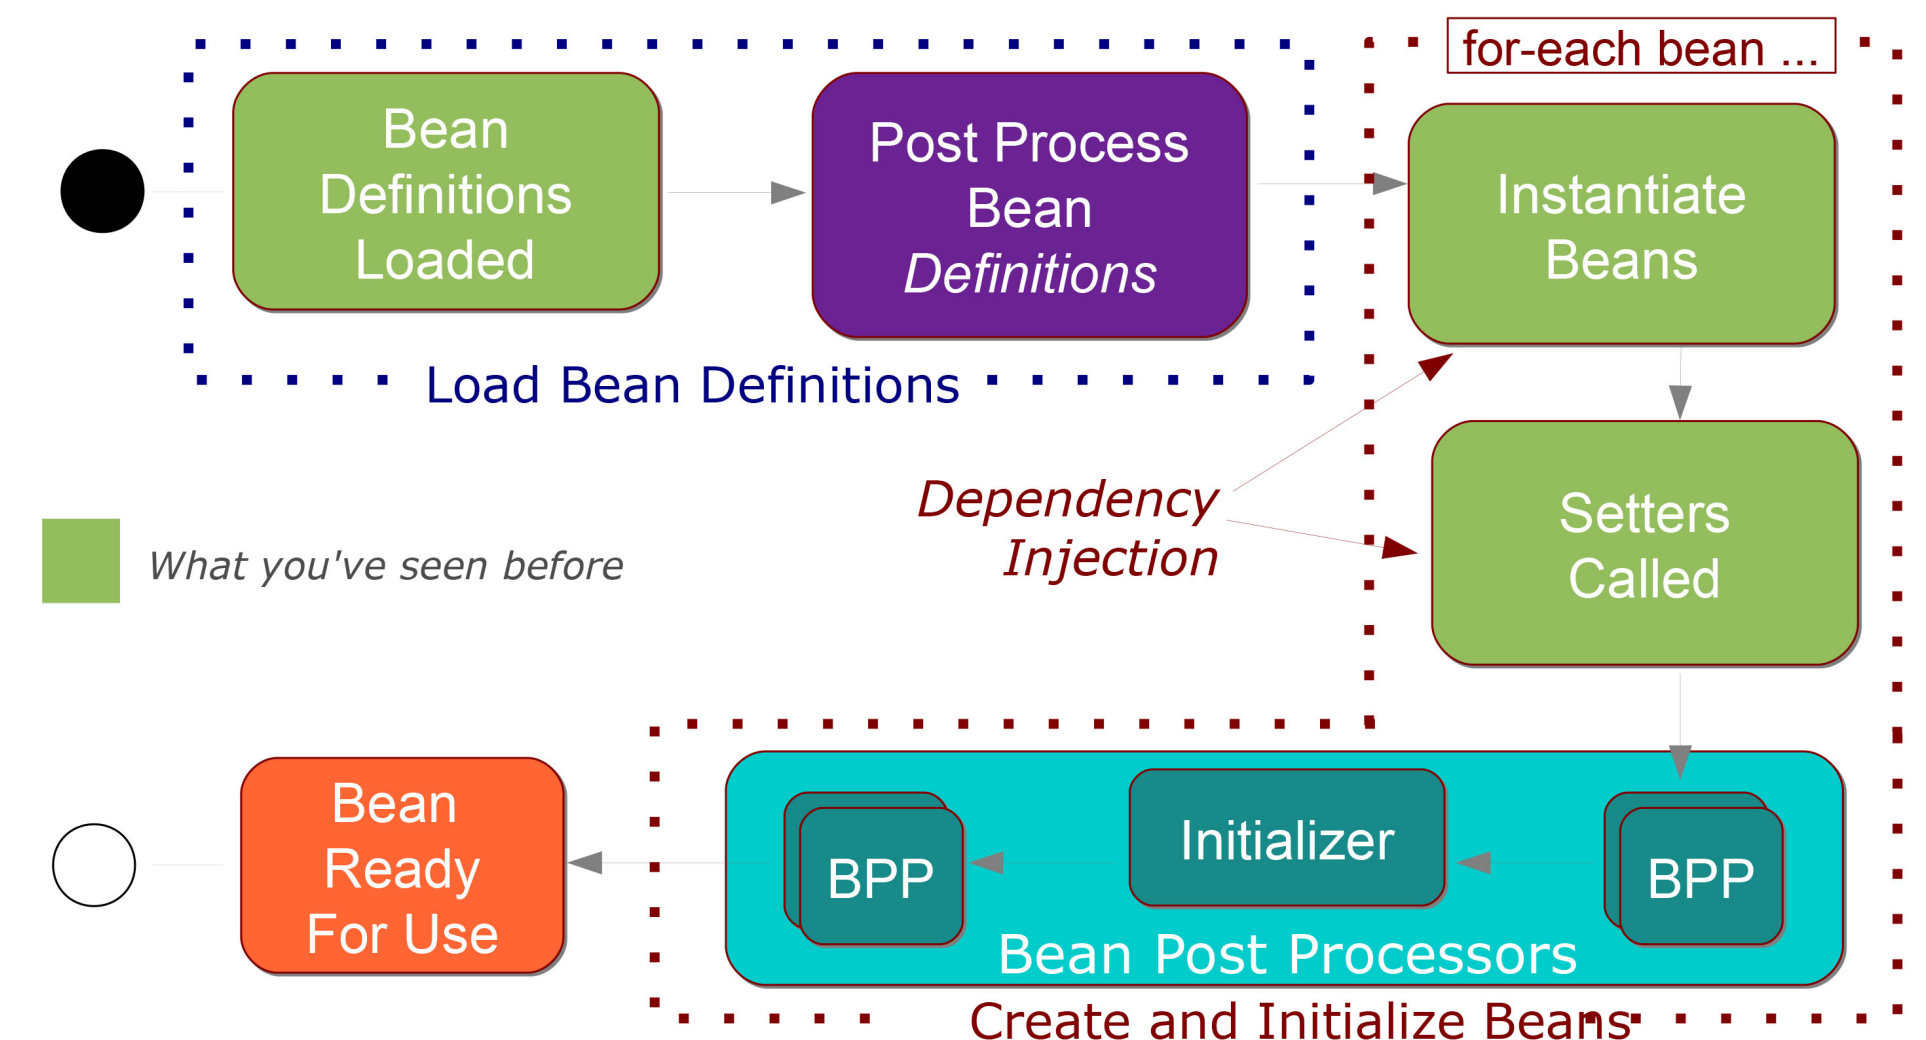 for-each bean ...
Bean
Definitions
Loaded
Post Process
Bean
Definitions
Instantiate
Beans
Load Bean Definitions
Dependency
Injection
Setters
Called
What you've seen before
Bean
Ready
For Use
BPP
Initializer
BPP
Bean Post Processors
Create and Initialize Beans